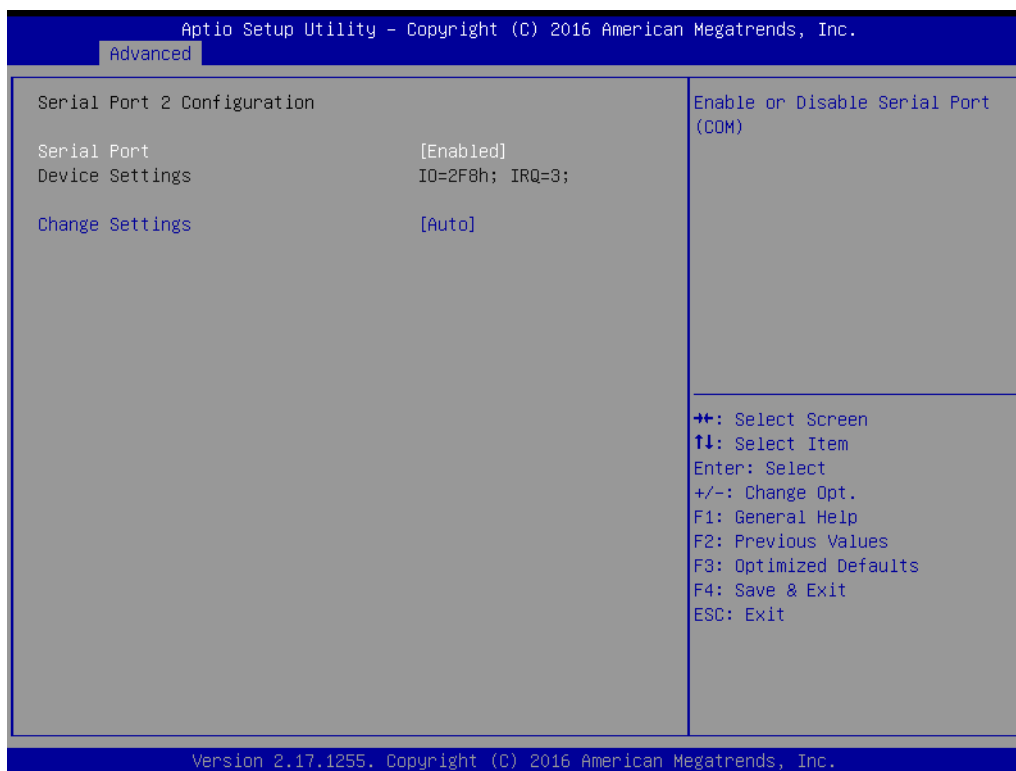 Aptio Setup Utility – Copyright (C) 2016 American Megatrends, Inc.
Advanced
Serial Port 2 Configuration
Serial Port [Enabled]
Device Settings IO=2F8h; IRQ=3;
Change Settings [Auto]
Enable or Disable Serial Port
(COM)
→←: Select Screen
↑↓: Select Item
Enter: Select
+/-: Change Opt.
F1: General Help
F2: Previous Values
F3: Optimized Defaults
F4: Save & Exit
ESC: Exit
Version 2.17.1255. Copyright (C) 2016 American Megatrends, Inc.